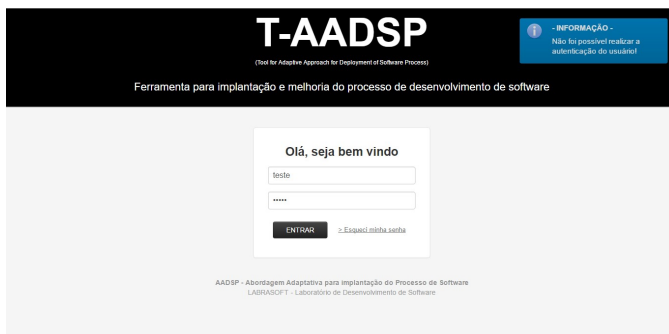 T-AADSP
(Tool for Adaptive Approach for Deployment of Software Process)
- INFORMAÇÃO -
Não foi possível realizar a
autenticação do usuário!
Ferramenta para implantação e melhoria do processo de desenvolvimento de software
Olá, seja bem vindo
teste
•••••
ENTRAR
> Esqueci minha senha
AADSP - Abordagem Adaptativa para implantação do Processo de Software
LABRASOFT - Laboratório de Desenvolvimento de Software